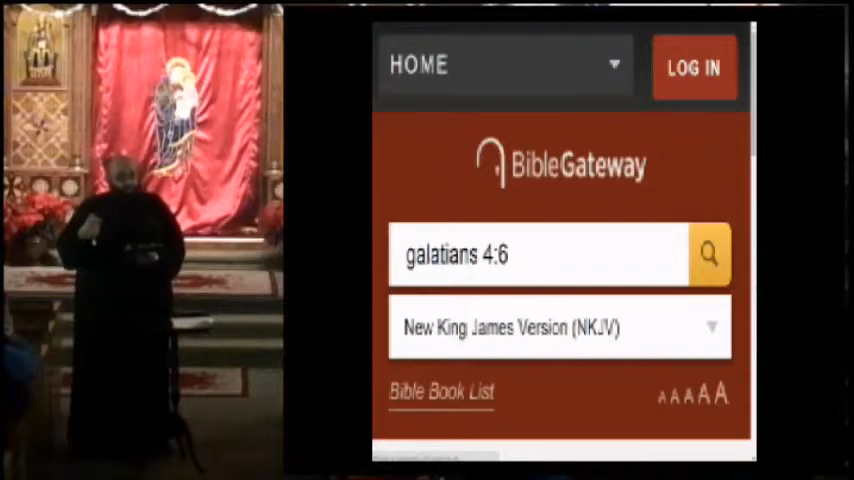 HOME
LOG IN
BibleGateway
galatians 4:6
New King James Version (NKJV)
Bible Book List
A A A A A